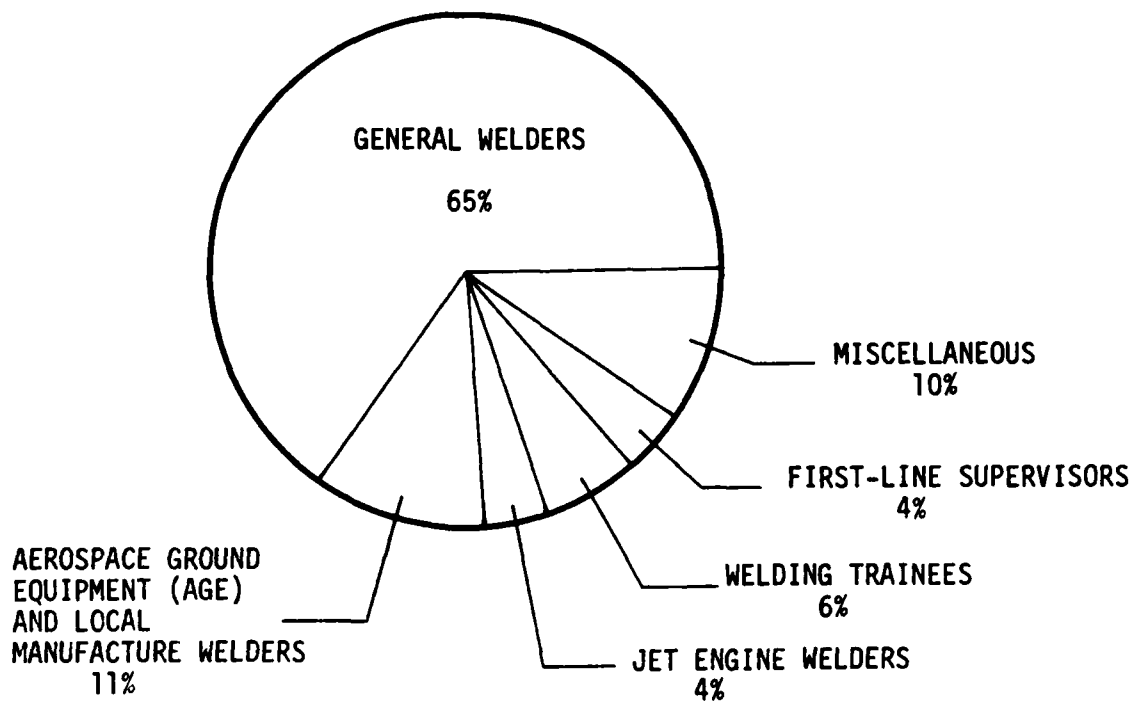 GENERAL WELDERS
65%
MISCELLANEOUS
10%
FIRST-LINE SUPERVISORS
4%
WELDING TRAINEES
6%
JET ENGINE WELDERS
4%
AEROSPACE GROUND
EQUIPMENT (AGE)
AND LOCAL
MANUFACTURE WELDERS
11%